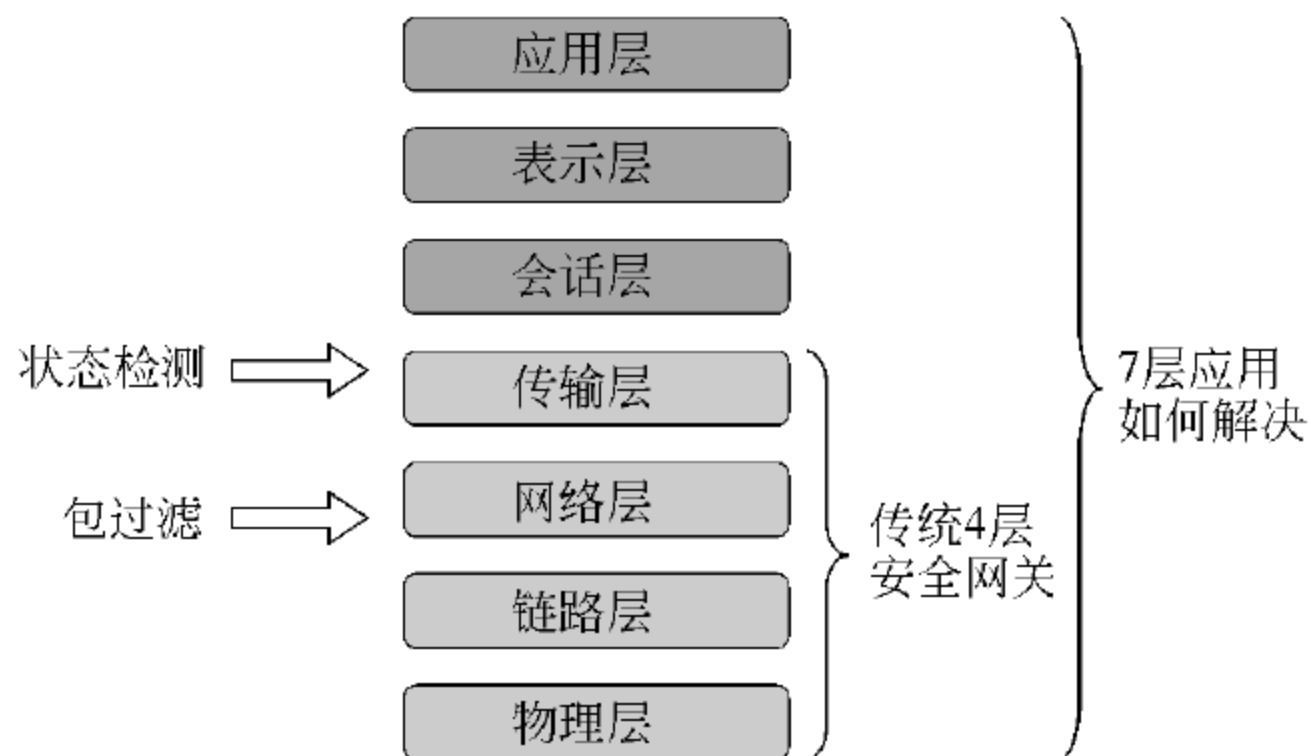 应用层
表示层
会话层
状态检测
传输层
7层应用
如何解决
包过滤
网络层
传统4层
安全网关
链路层
物理层